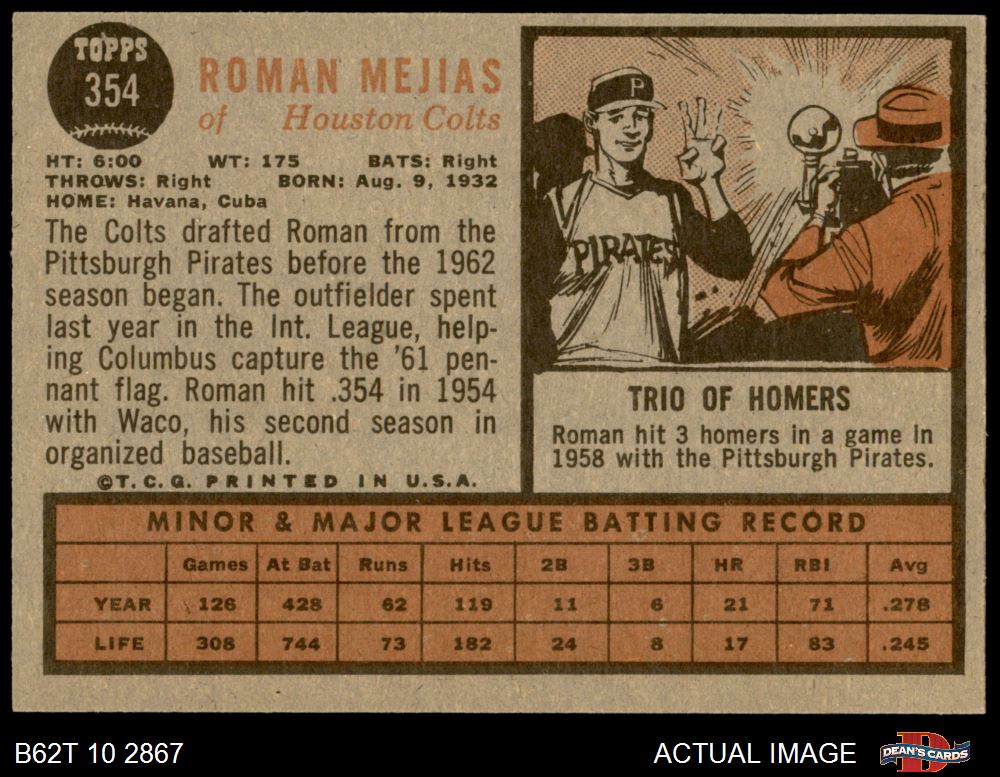 TOPPS
354
ROMAN MEJIAS
of Houston Colts
HT: 6:00 WT: 175 BATS: Right
THROWS: Right BORN: Aug. 9, 1932
HOME: Havana, Cuba
The Colts drafted Roman from the
Pittsburgh Pirates before the 1962
season began. The outfielder spent
last year in the Int. League, help-
ing Columbus capture the '61 pen-
nant flag. Roman hit .354 in 1954
with Waco, his second season in
organized baseball.
©T. C. G. PRINTED IN U.S.A.
P
PIRATES
TRIO OF HOMERS
Roman hit 3 homers in a game in
1958 with the Pittsburgh Pirates.
MINOR & MAJOR LEAGUE BATTING RECORD
Games At Bat Runs Hits 2B 3B HR RBI Avg
YEAR 126 428 62 119 11 6 21 71 .278
LIFE 308 744 73 182 24 8 17 83 .245
B62T 10 2867 ACTUAL IMAGE D DEAN'S CARDS